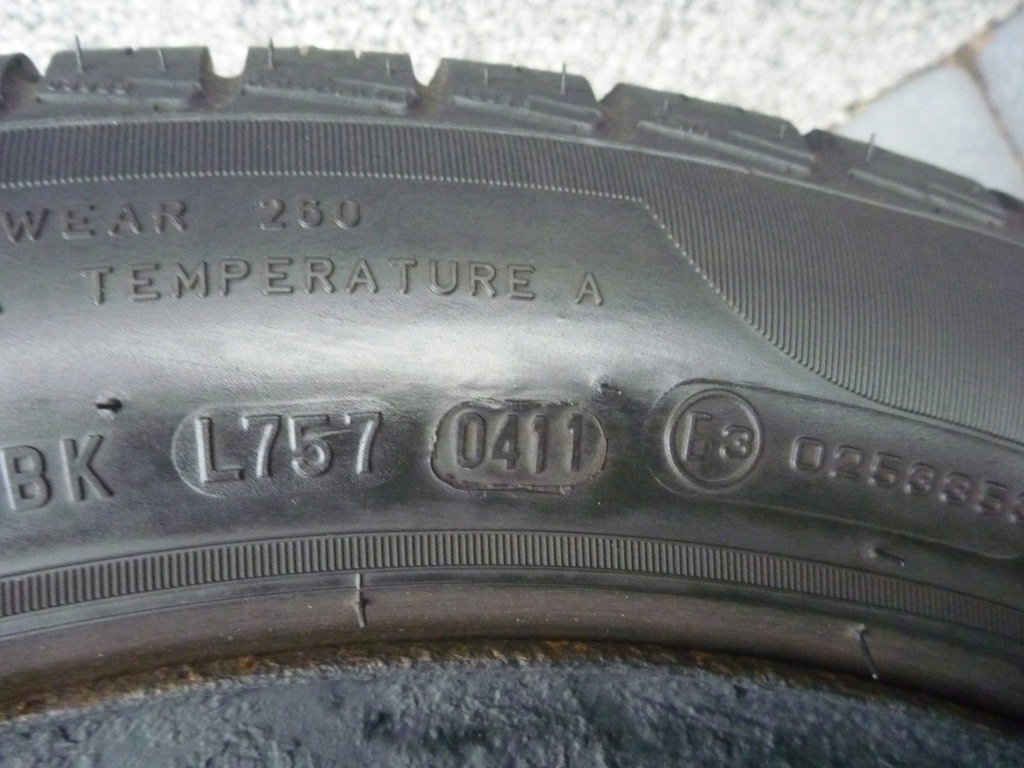 WEAR 260
TEMPERATURE A
BK L757 0411 E3 025335